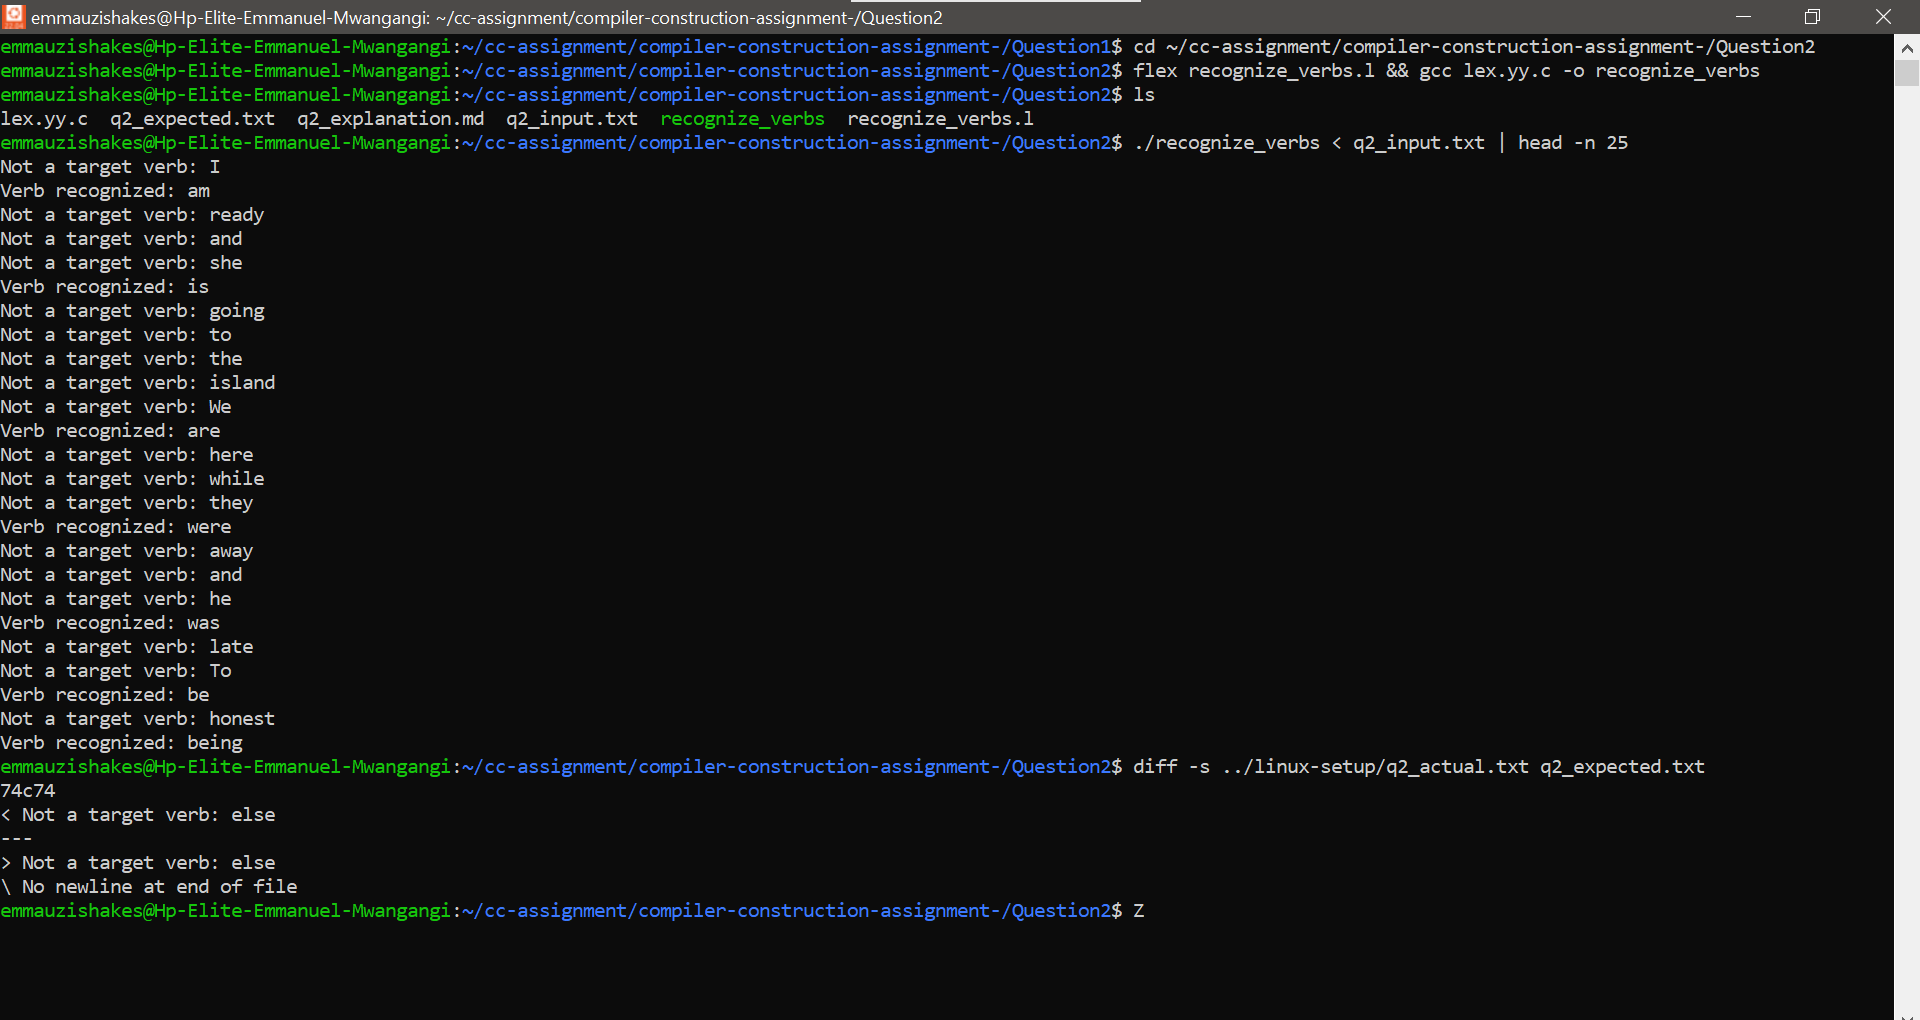 emmauzishakes@Hp-Elite-Emmanuel-Mwangangi: ~/cc-assignment/compiler-construction-assignment-/Question2
emmauzishakes@Hp-Elite-Emmanuel-Mwangangi:~/cc-assignment/compiler-construction-assignment-/Question1$ cd ~/cc-assignment/compiler-construction-assignment-/Question2
emmauzishakes@Hp-Elite-Emmanuel-Mwangangi:~/cc-assignment/compiler-construction-assignment-/Question2$ flex recognize_verbs.l && gcc lex.yy.c -o recognize_verbs
emmauzishakes@Hp-Elite-Emmanuel-Mwangangi:~/cc-assignment/compiler-construction-assignment-/Question2$ ls
lex.yy.c  q2_expected.txt  q2_explanation.md  q2_input.txt  recognize_verbs  recognize_verbs.l
emmauzishakes@Hp-Elite-Emmanuel-Mwangangi:~/cc-assignment/compiler-construction-assignment-/Question2$ ./recognize_verbs < q2_input.txt | head -n 25
Not a target verb: I
Verb recognized: am
Not a target verb: ready
Not a target verb: and
Not a target verb: she
Verb recognized: is
Not a target verb: going
Not a target verb: to
Not a target verb: the
Not a target verb: island
Not a target verb: We
Verb recognized: are
Not a target verb: here
Not a target verb: while
Not a target verb: they
Verb recognized: were
Not a target verb: away
Not a target verb: and
Not a target verb: he
Verb recognized: was
Not a target verb: late
Not a target verb: To
Verb recognized: be
Not a target verb: honest
Verb recognized: being
emmauzishakes@Hp-Elite-Emmanuel-Mwangangi:~/cc-assignment/compiler-construction-assignment-/Question2$ diff -s ../linux-setup/q2_actual.txt q2_expected.txt
74c74
< Not a target verb: else
---
> Not a target verb: else
\ No newline at end of file
emmauzishakes@Hp-Elite-Emmanuel-Mwangangi:~/cc-assignment/compiler-construction-assignment-/Question2$ Z